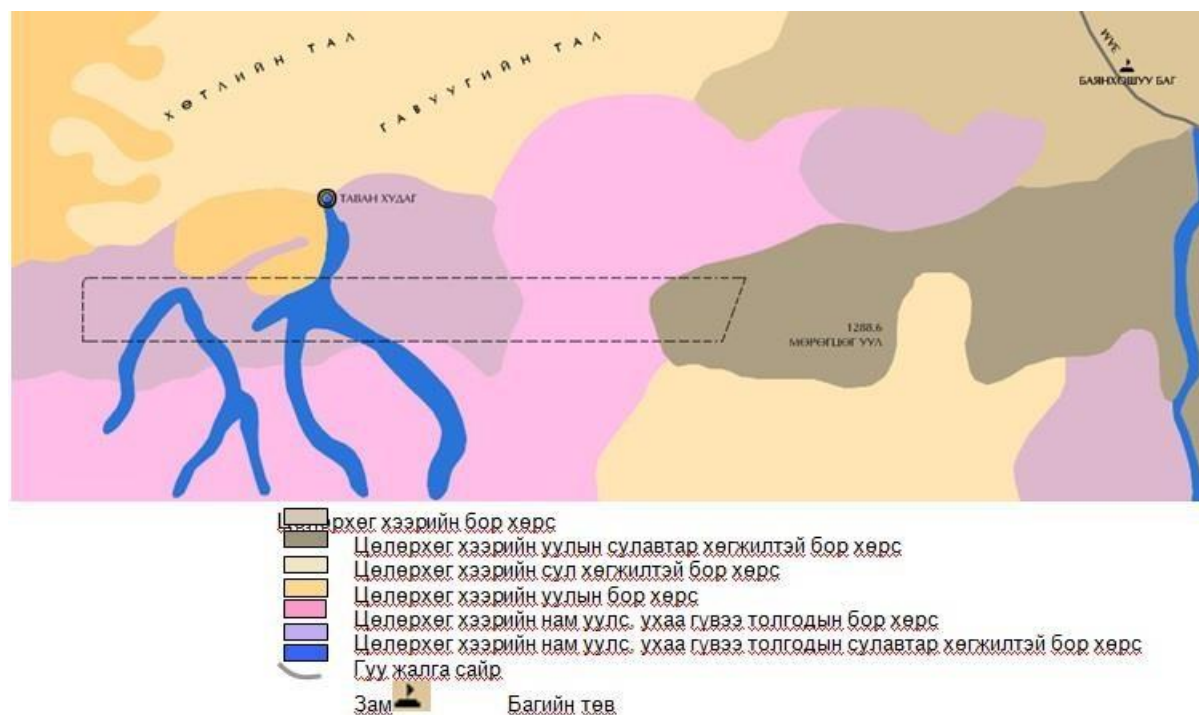 ХӨТЛИЙН ТАЛ
ГАВУУГИЙН ТАЛ
ЗАМ
БАЯНХОШУУ БАГ
ТАВАН ХУДАГ
1288.6
МӨРӨГЦӨГ УУЛ
Цөлөрхөг хээрийн бор хөрс
Цөлөрхөг хээрийн уулын сулавтар хөгжилтэй бор хөрс
Цөлөрхөг хээрийн сул хөгжилтэй бор хөрс
Цөлөрхөг хээрийн уулын бор хөрс
Цөлөрхөг хээрийн нам уулс, ухаа гүвээ толгодын бор хөрс
Цөлөрхөг хээрийн нам уулс, ухаа гүвээ толгодын сулавтар хөгжилтэй бор хөрс
Гуу жалга сайр
Зам Багийн төв